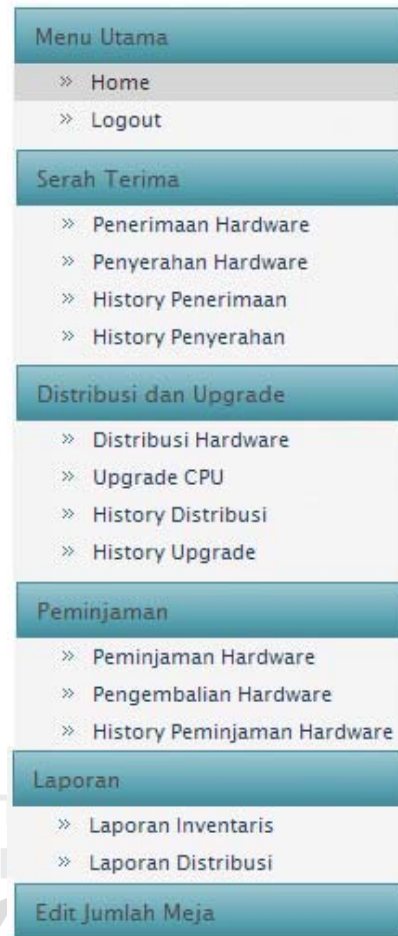 Menu Utama
» Home
» Logout
Serah Terima
» Penerimaan Hardware
» Penyerahan Hardware
» History Penerimaan
» History Penyerahan
Distribusi dan Upgrade
» Distribusi Hardware
» Upgrade CPU
» History Distribusi
» History Upgrade
Peminjaman
» Peminjaman Hardware
» Pengembalian Hardware
» History Peminjaman Hardware
Laporan
» Laporan Inventaris
» Laporan Distribusi
Edit Jumlah Meja